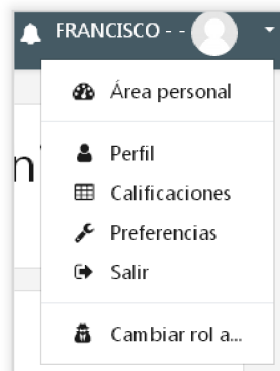 FRANCISCO - -
Área personal
Perfil
Calificaciones
Preferencias
Salir
Cambiar rol a...